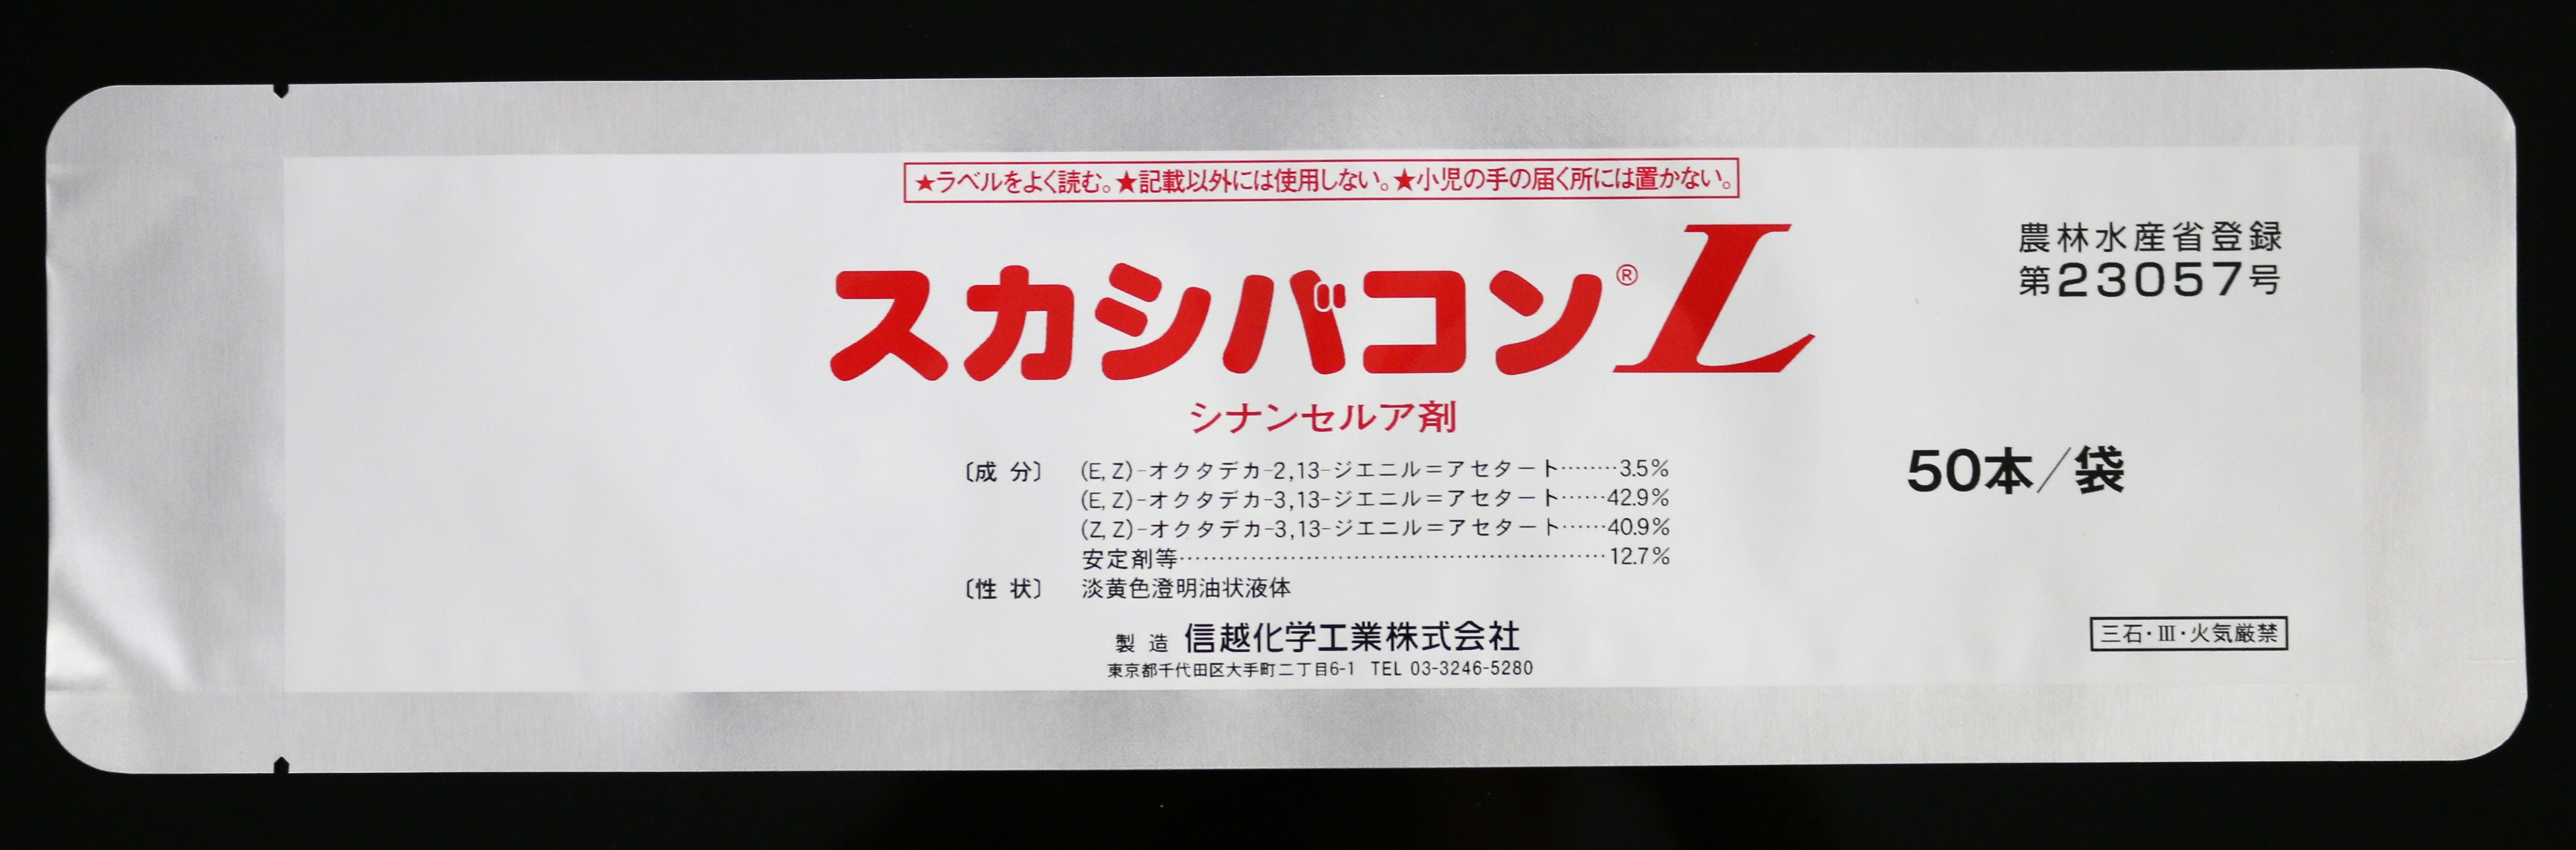 ★ラベルをよく読む。★記載以外には使用しない。★小児の手の届く所には置かない。
スカシバコン®L
農林水産省登録
第23057号
シナンセルア剤
〔成 分〕 (E, Z)-オクタデカ-2,13-ジエニル＝アセタート········3.5%
(E, Z)-オクタデカ-3,13-ジエニル＝アセタート······42.9%
(Z, Z)-オクタデカ-3,13-ジエニル＝アセタート······40.9%
安定剤等······················································12.7%
〔性 状〕 淡黄色澄明油状液体
50本／袋
製 造 信越化学工業株式会社
東京都千代田区大手町二丁目6-1 TEL 03-3246-5280
三石・Ⅲ・火気厳禁